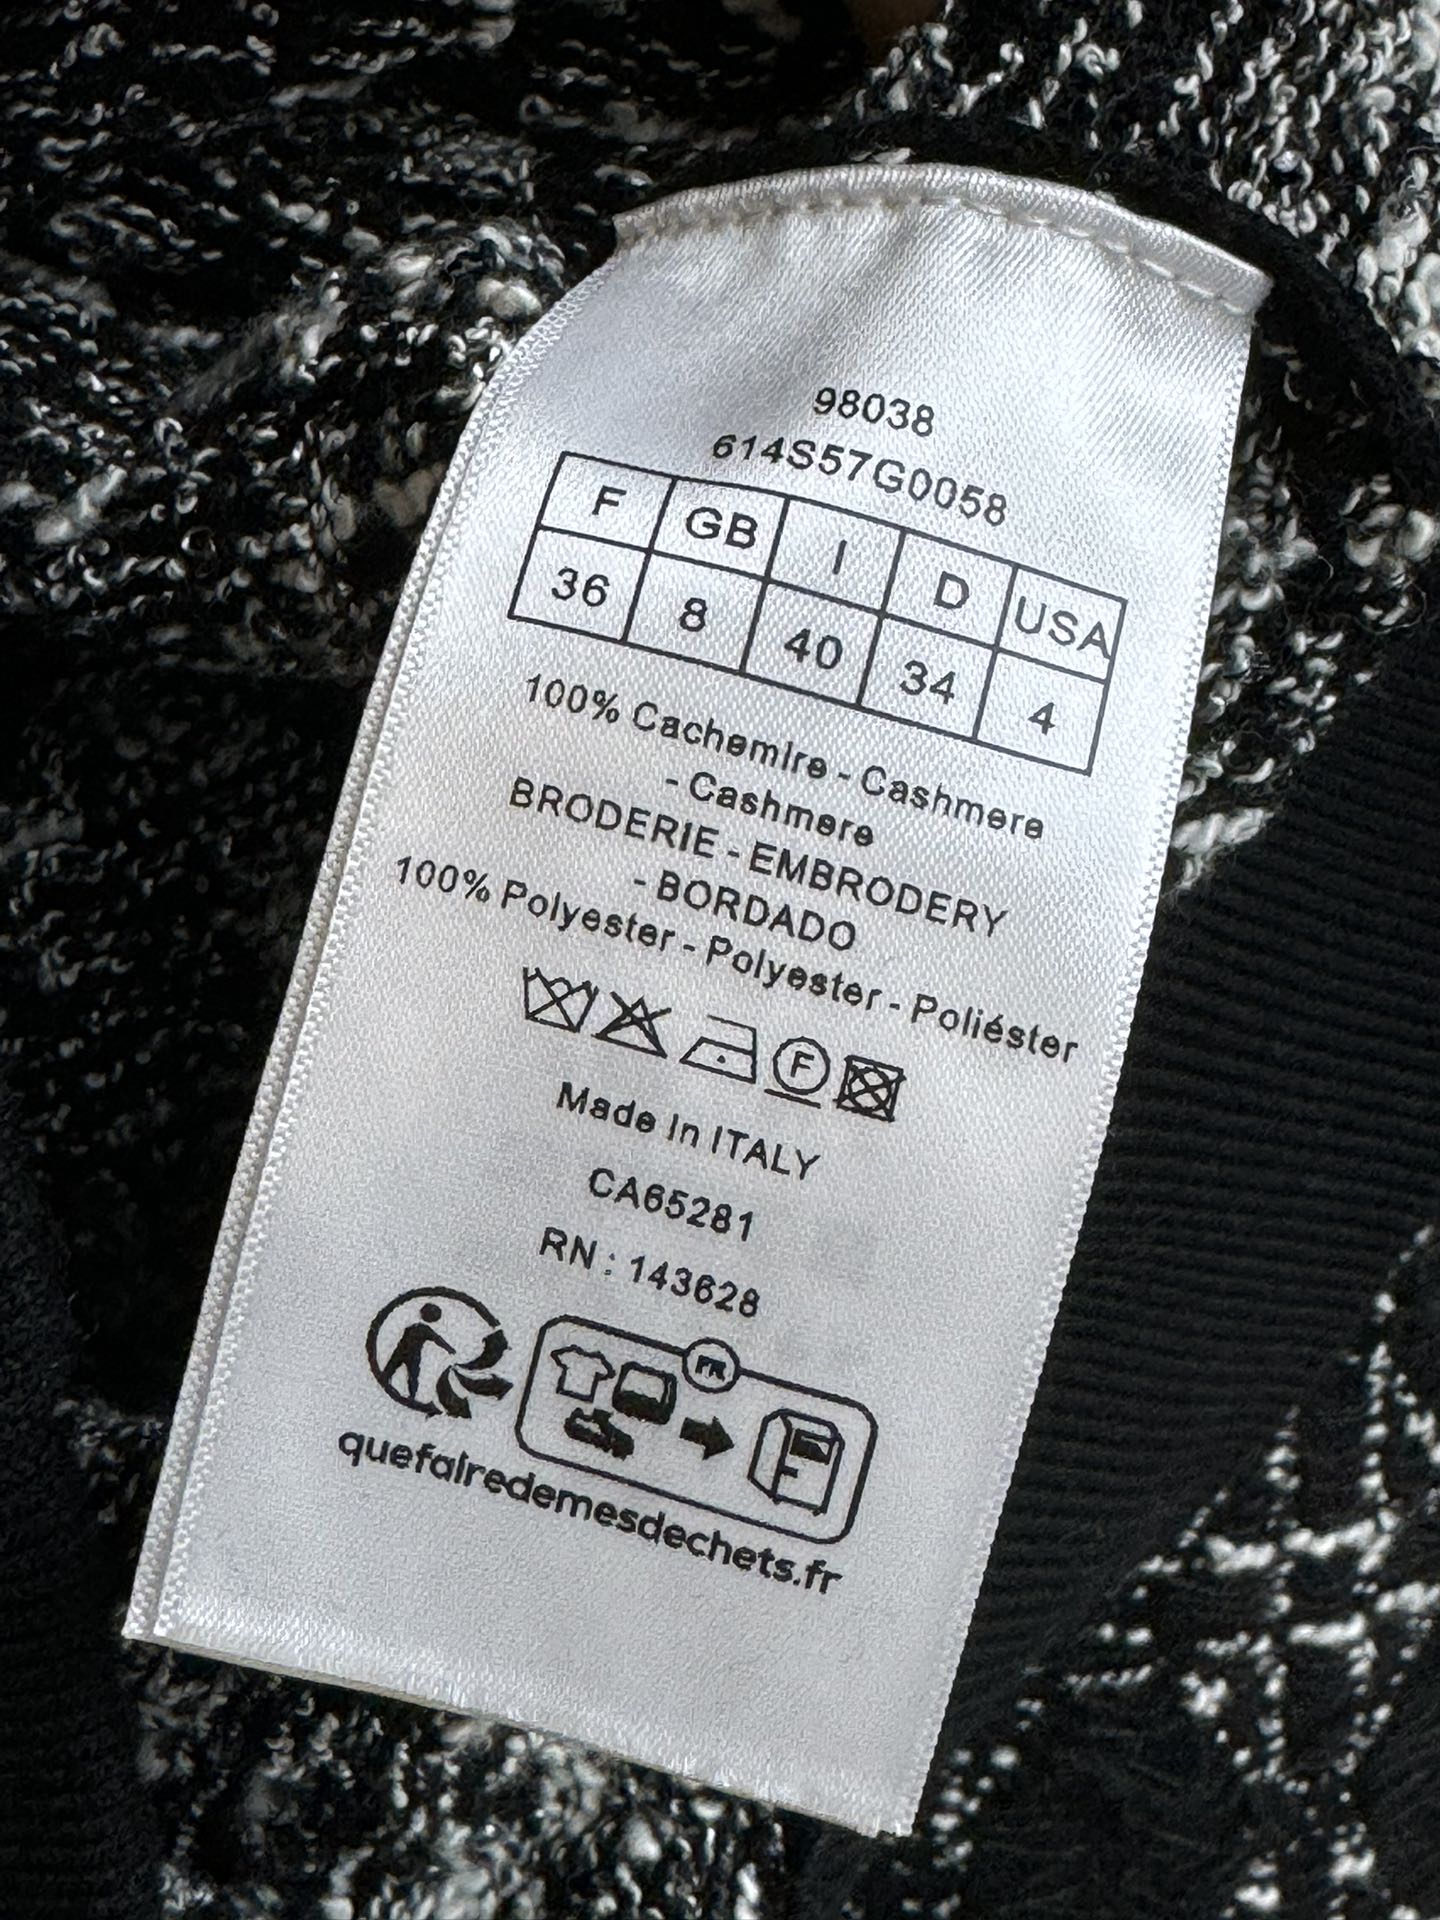 98038
614S57G0058
F GB I D USA
36 8 40 34 4
100% Cachemire - Cashmere
- Cashmere
BRODERIE - EMBRODERY
- BORDADO
100% Polyester - Polyester - Poliéster
F
Made In ITALY
CA65281
RN : 143628
FR
quefairedemesdechets.fr